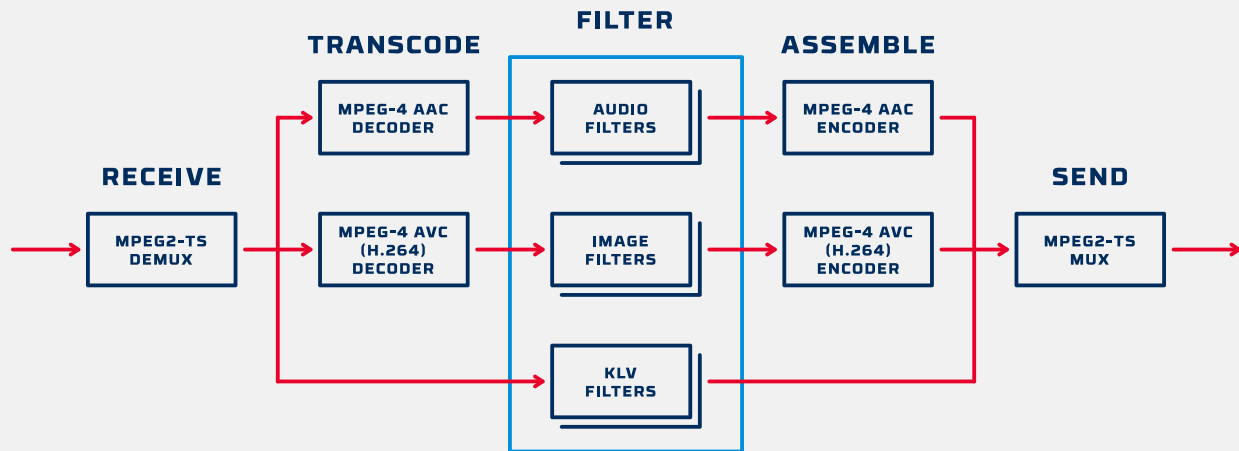 FILTER
TRANSCODE
ASSEMBLE
MPEG-4 AAC
DECODER
AUDIO
FILTERS
MPEG-4 AAC
ENCODER
RECEIVE
SEND
MPEG2-TS
DEMUX
MPEG-4 AVC
(H.264)
DECODER
IMAGE
FILTERS
MPEG-4 AVC
(H.264)
ENCODER
MPEG2-TS
MUX
KLV
FILTERS